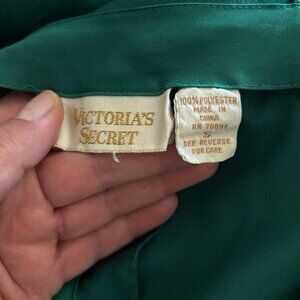 VICTORIA'S
SECRET
100% POLYESTER
MADE IN
CHINA
RN 70097
S
SEE REVERSE
FOR CARE